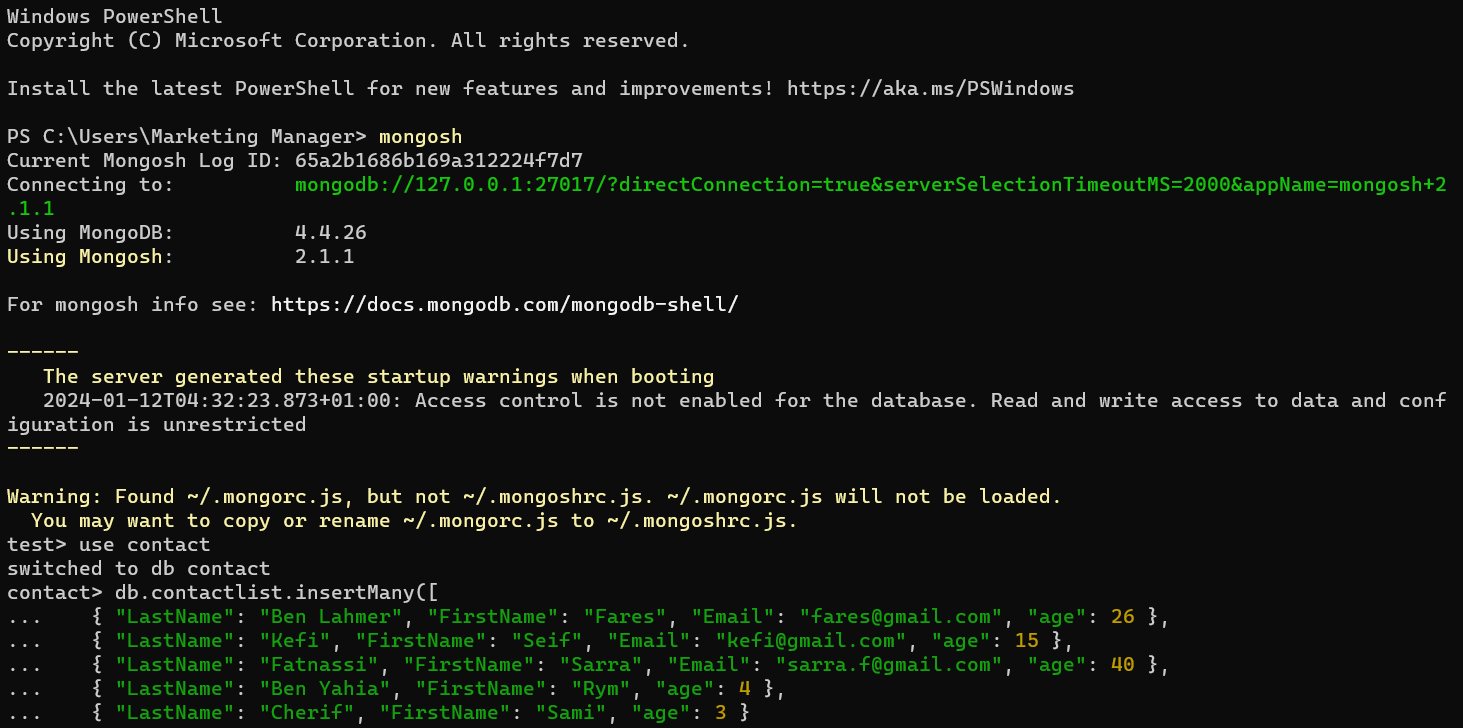 Windows PowerShell
Copyright (C) Microsoft Corporation. All rights reserved.
Install the latest PowerShell for new features and improvements! https://aka.ms/PSWindows
PS C:\Users\Marketing Manager> mongosh
Current Mongosh Log ID: 65a2b1686b169a312224f7d7
Connecting to:          mongodb://127.0.0.1:27017/?directConnection=true&serverSelectionTimeoutMS=2000&appName=mongosh+2
.1.1
Using MongoDB:          4.4.26
Using Mongosh:          2.1.1
For mongosh info see: https://docs.mongodb.com/mongodb-shell/
------
   The server generated these startup warnings when booting
   2024-01-12T04:32:23.873+01:00: Access control is not enabled for the database. Read and write access to data and conf
iguration is unrestricted
------
Warning: Found ~/.mongorc.js, but not ~/.mongoshrc.js. ~/.mongorc.js will not be loaded.
  You may want to copy or rename ~/.mongorc.js to ~/.mongoshrc.js.
test> use contact
switched to db contact
contact> db.contactlist.insertMany([
...    { "LastName": "Ben Lahmer", "FirstName": "Fares", "Email": "fares@gmail.com", "age": 26 },
...    { "LastName": "Kefi", "FirstName": "Seif", "Email": "kefi@gmail.com", "age": 15 },
...    { "LastName": "Fatnassi", "FirstName": "Sarra", "Email": "sarra.f@gmail.com", "age": 40 },
...    { "LastName": "Ben Yahia", "FirstName": "Rym", "age": 4 },
...    { "LastName": "Cherif", "FirstName": "Sami", "age": 3 }